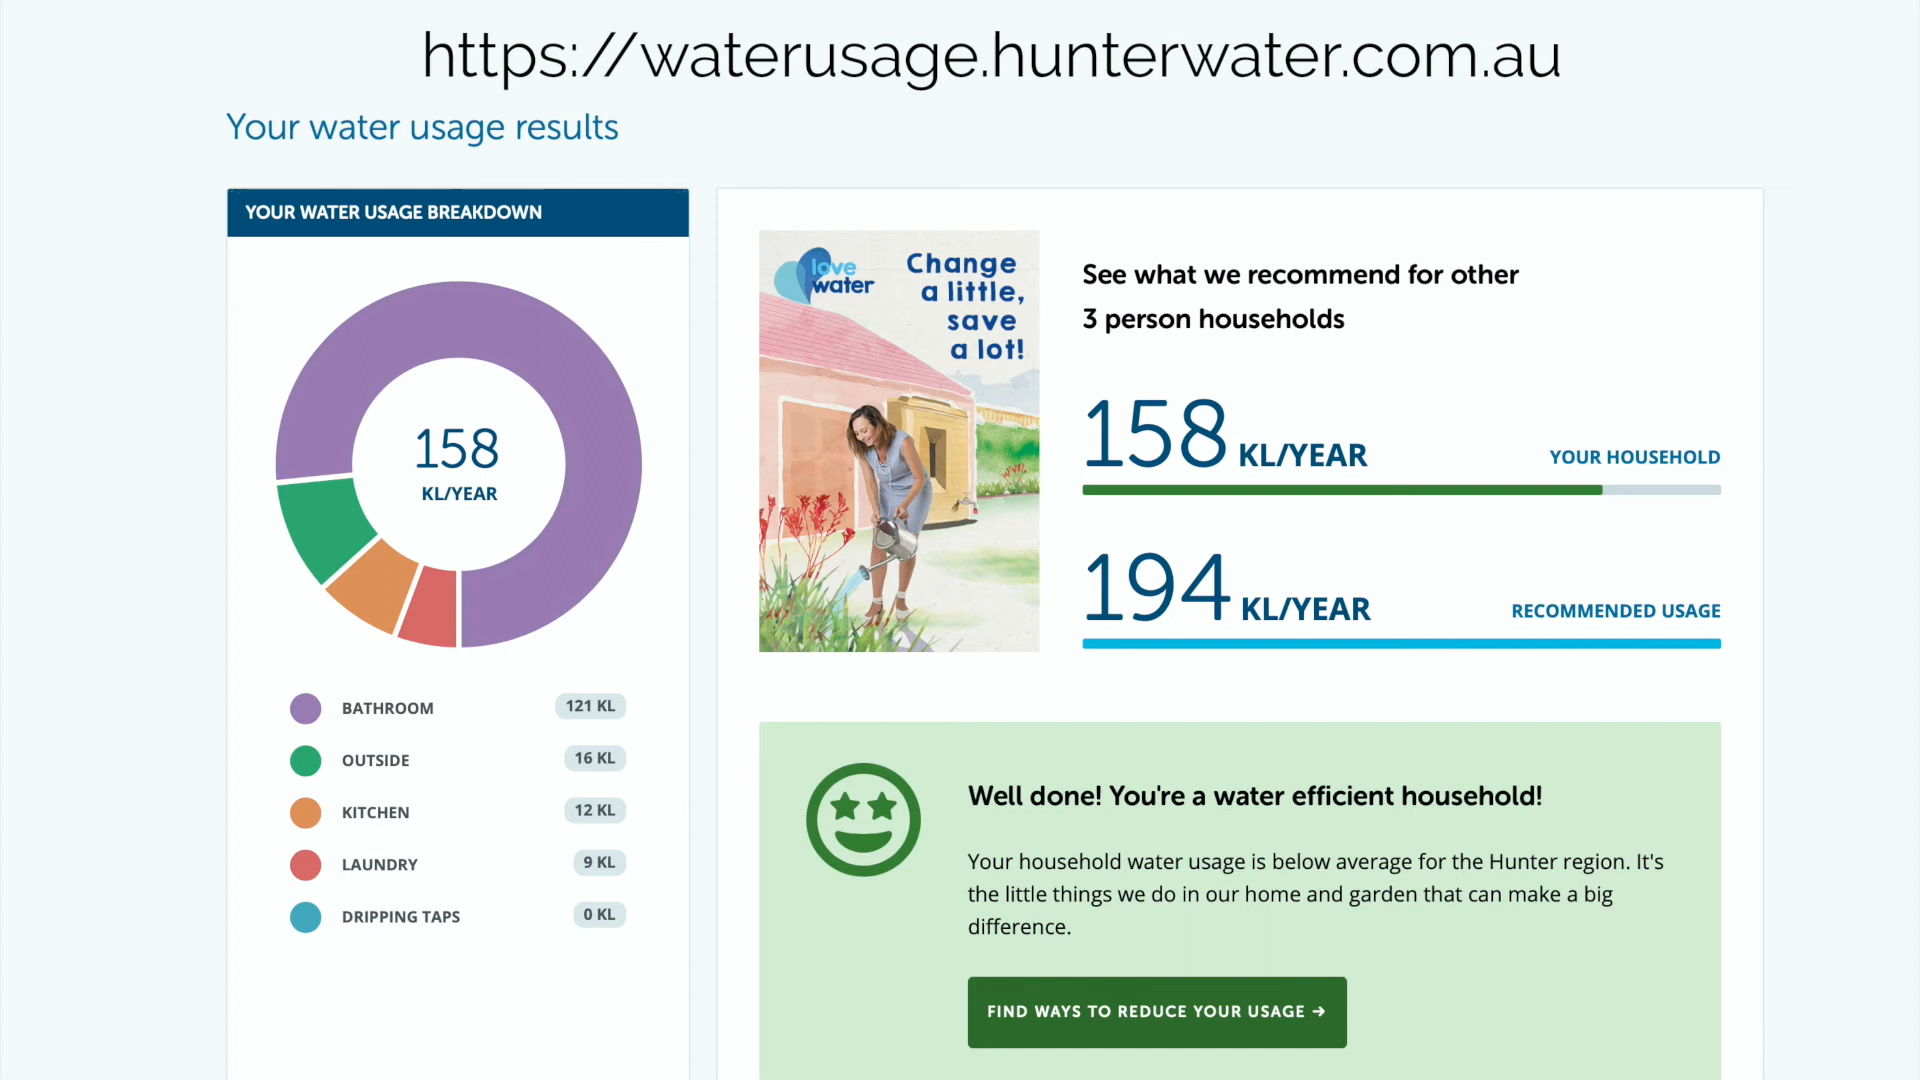 https://waterusage.hunterwater.com.au
Your water usage results
YOUR WATER USAGE BREAKDOWN
158
KL/YEAR
BATHROOM 121 KL
OUTSIDE 16 KL
KITCHEN 12 KL
LAUNDRY 9 KL
DRIPPING TAPS 0 KL
love
water
Change
a little,
save
a lot!
See what we recommend for other
3 person households
158 KL/YEAR YOUR HOUSEHOLD
194 KL/YEAR RECOMMENDED USAGE
Well done! You're a water efficient household!
Your household water usage is below average for the Hunter region. It's
the little things we do in our home and garden that can make a big
difference.
FIND WAYS TO REDUCE YOUR USAGE →